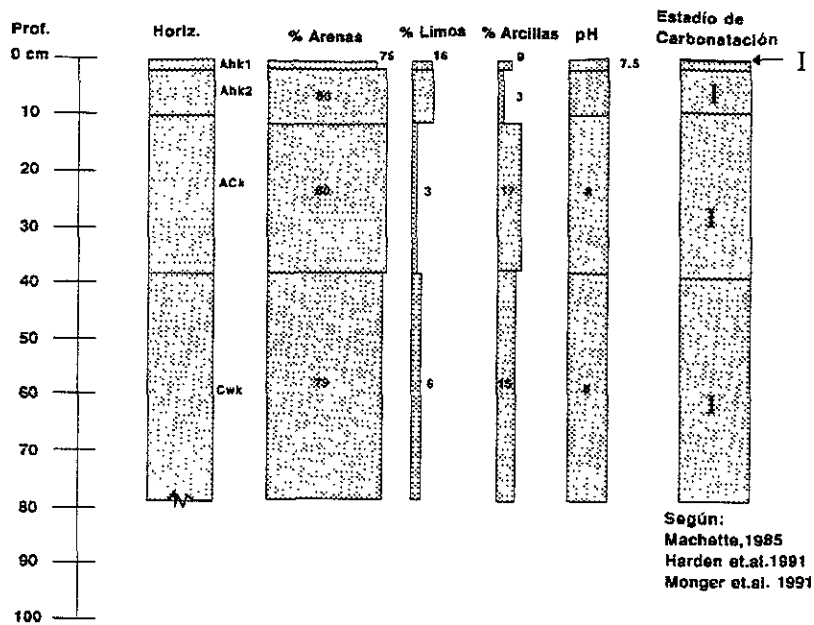 Prof.
0 cm
10
20
30
40
50
60
70
80
90
100
Horiz.
Ahk1
Ahk2
ACk
Cwk
% Arenas
75
80
79
% Limos
16
3
6
% Arcillas
9
3
17
15
pH
7.5
8
8
Estadío de
Carbonatación
I
I
I
I
Según:
Machette,1985
Harden et.al.1991
Monger et.al. 1991